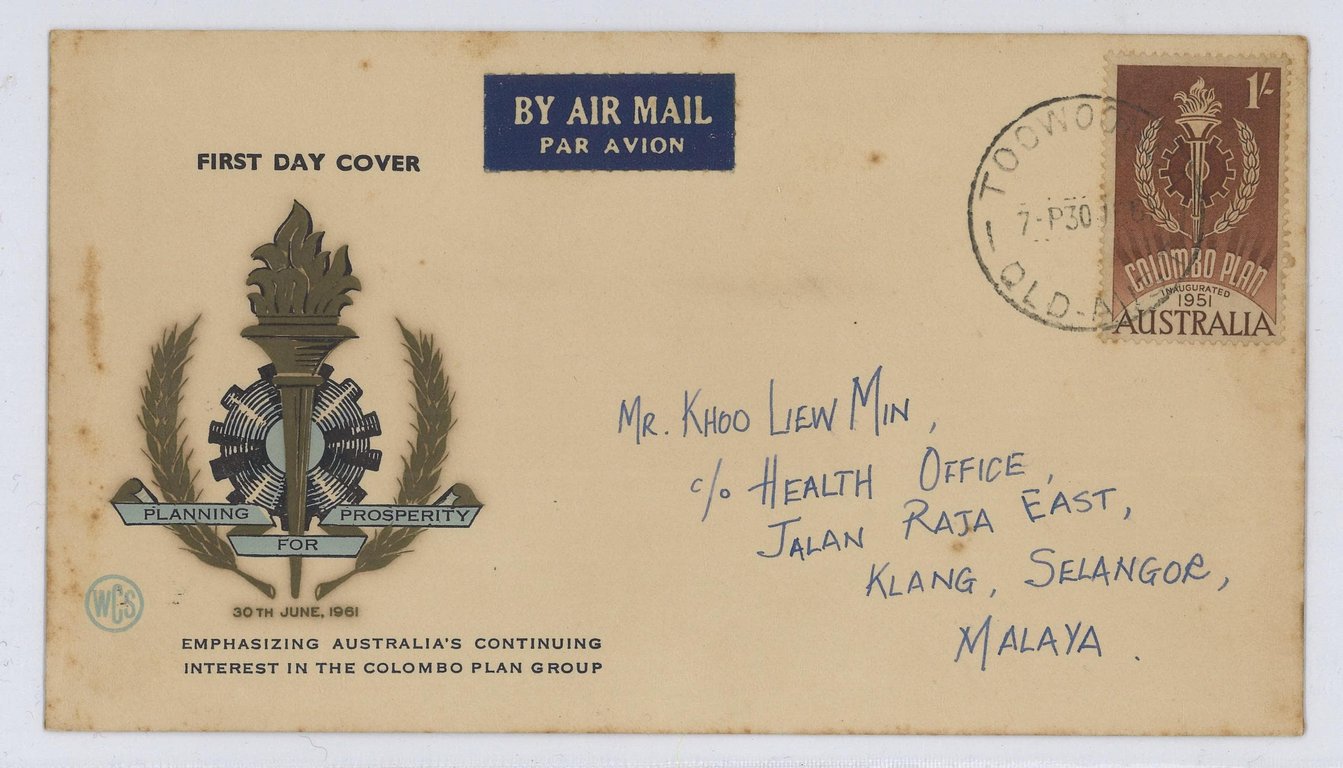 BY AIR MAIL
PAR AVION
FIRST DAY COVER
1/-
COLOMBO PLAN
INAUGURATED
1951
AUSTRALIA
7-P30
QLD-
MR. KHOO LIEW MIN,
c/o HEALTH OFFICE,
JALAN RAJA EAST,
KLANG, SELANGOR,
MALAYA.
PLANNING
FOR
PROSPERITY
WCS
30TH JUNE, 1961
EMPHASIZING AUSTRALIA'S CONTINUING
INTEREST IN THE COLOMBO PLAN GROUP